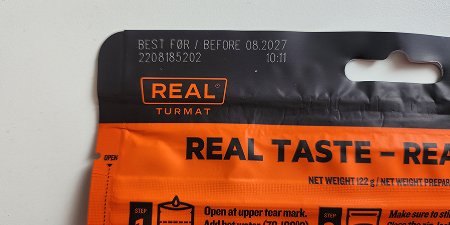 BEST FØR / BEFORE 08.2027
2208185202 10:11
REAL
TURMAT
REAL TASTE – REA
NET WEIGHT 122 g / NET WEIGHT PREPAR
OPEN
STEP
1
Open at upper tear mark.
STEP
Make sure to sti